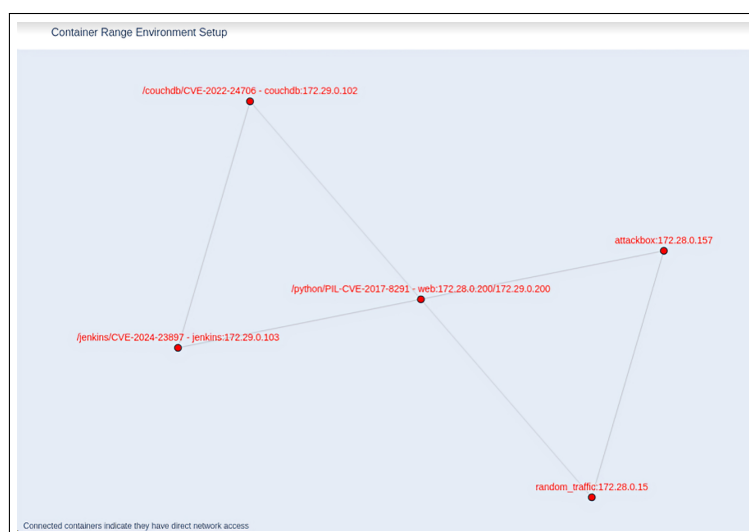 Container Range Environment Setup
/couchdb/CVE-2022-24706 - couchdb:172.29.0.102
attackbox:172.28.0.157
/python/PIL-CVE-2017-8291 - web:172.28.0.200/172.29.0.200
/jenkins/CVE-2024-23897 - jenkins:172.29.0.103
random_traffic:172.28.0.15
Connected containers indicate they have direct network access